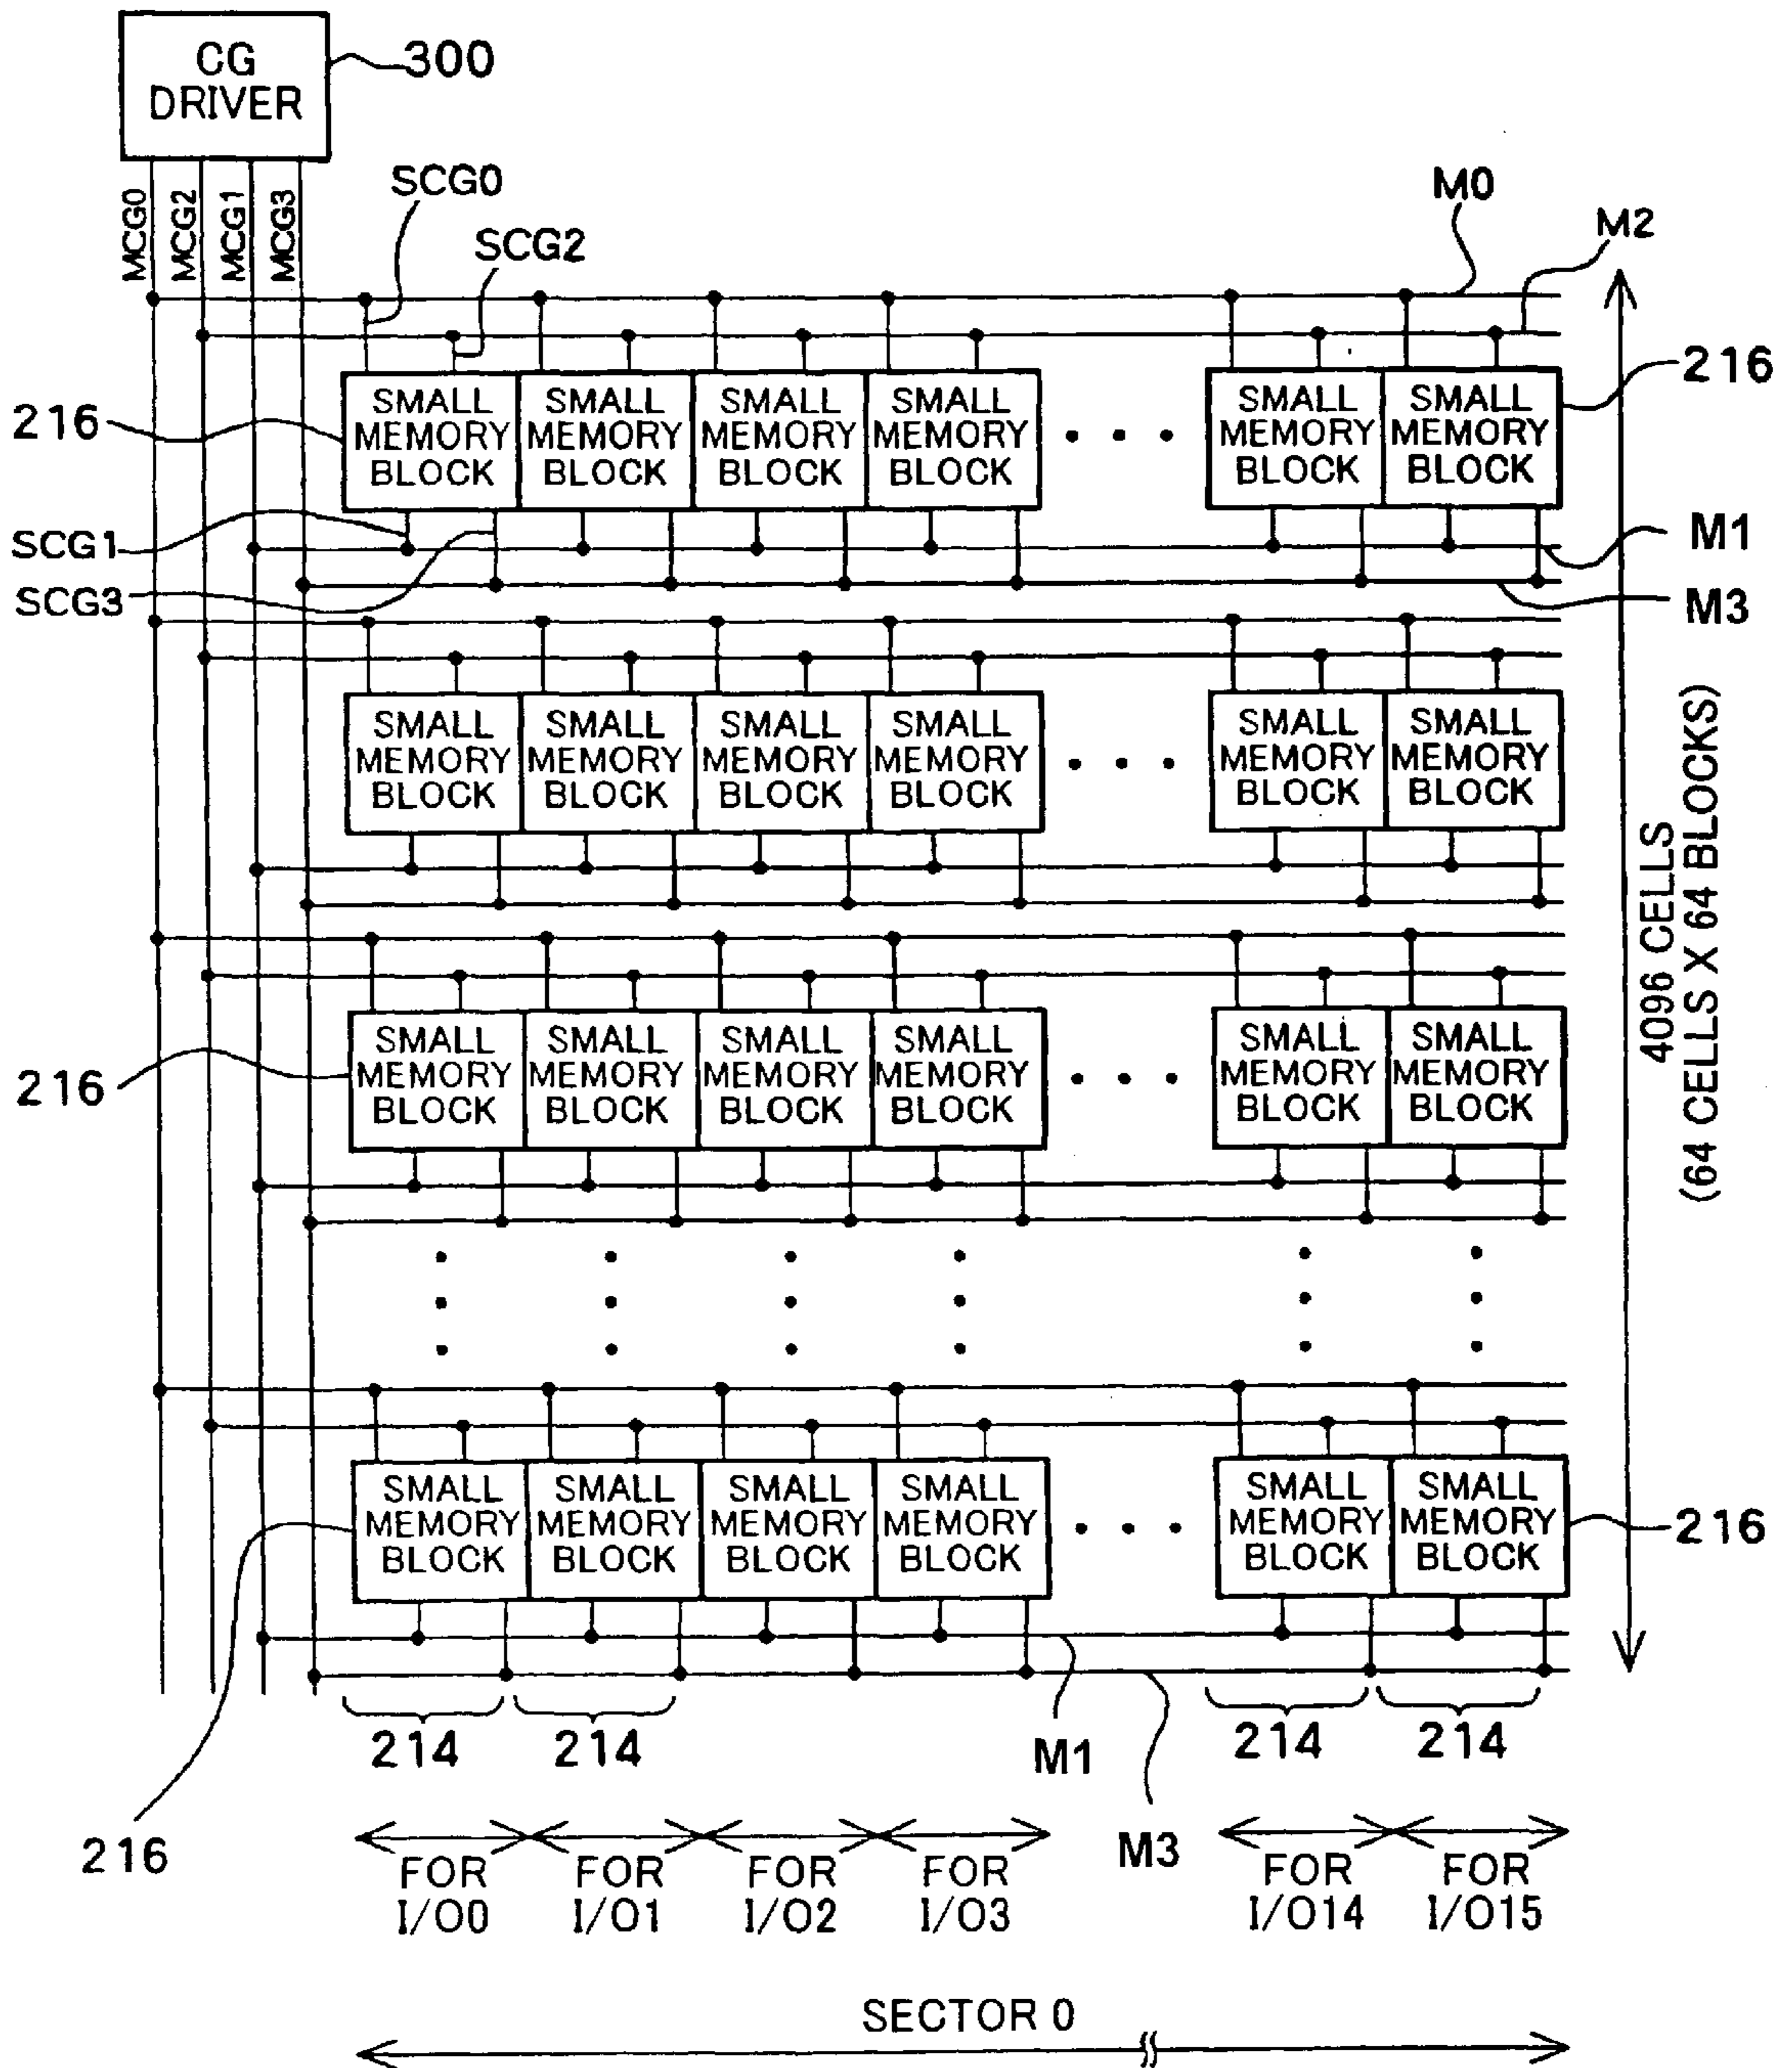 CG
DRIVER
300
MCG0
MCG2
MCG1
MCG3
SCG0
SCG2
M0
M2
216
216
SMALL MEMORY BLOCK
SMALL MEMORY BLOCK
SMALL MEMORY BLOCK
SMALL MEMORY BLOCK
SMALL MEMORY BLOCK
SMALL MEMORY BLOCK
SCG1
SCG3
M1
M3
SMALL MEMORY BLOCK
SMALL MEMORY BLOCK
SMALL MEMORY BLOCK
SMALL MEMORY BLOCK
SMALL MEMORY BLOCK
SMALL MEMORY BLOCK
4096 CELLS
(64 CELLS X 64 BLOCKS)
216
SMALL MEMORY BLOCK
SMALL MEMORY BLOCK
SMALL MEMORY BLOCK
SMALL MEMORY BLOCK
SMALL MEMORY BLOCK
SMALL MEMORY BLOCK
SMALL MEMORY BLOCK
SMALL MEMORY BLOCK
SMALL MEMORY BLOCK
SMALL MEMORY BLOCK
SMALL MEMORY BLOCK
SMALL MEMORY BLOCK
216
214
214
M1
214
214
216
M3
FOR
I/O0
FOR
I/O1
FOR
I/O2
FOR
I/O3
FOR
I/O14
FOR
I/O15
SECTOR 0